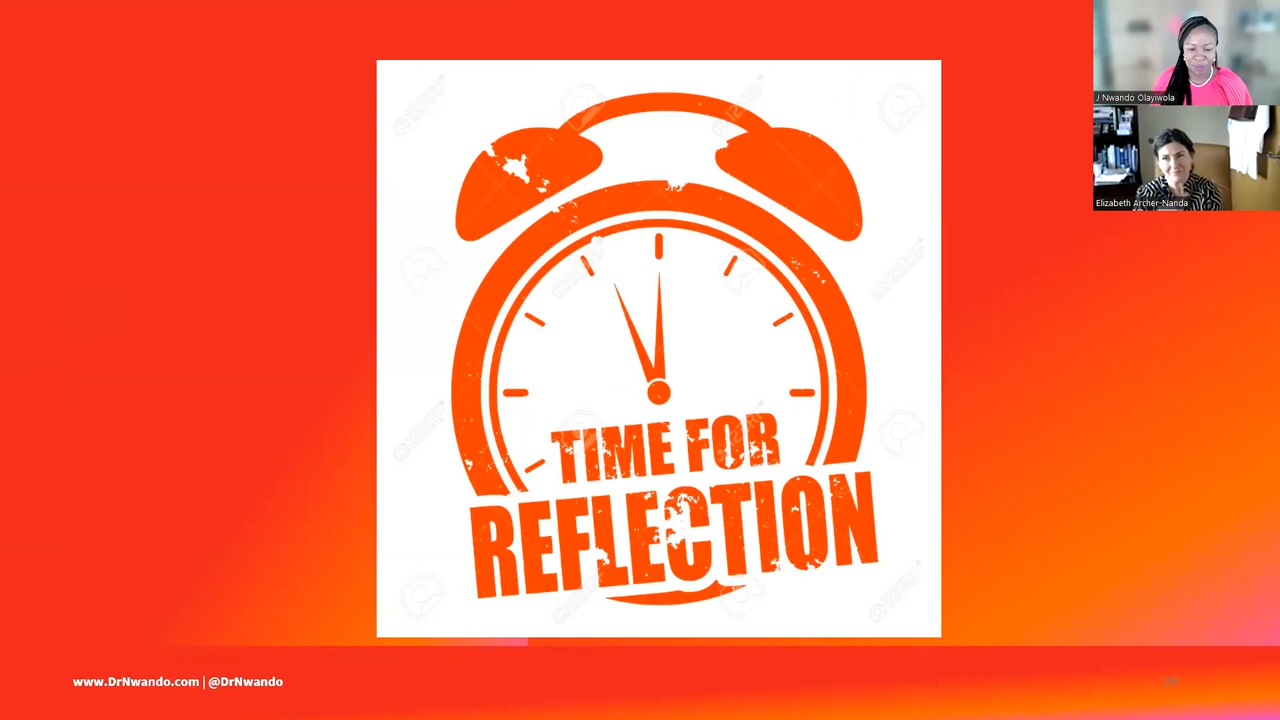 J Nwando Olayiwola
Elizabeth Archer-Nanda
TIME FOR
REFLECTION
www.DrNwando.com | @DrNwando